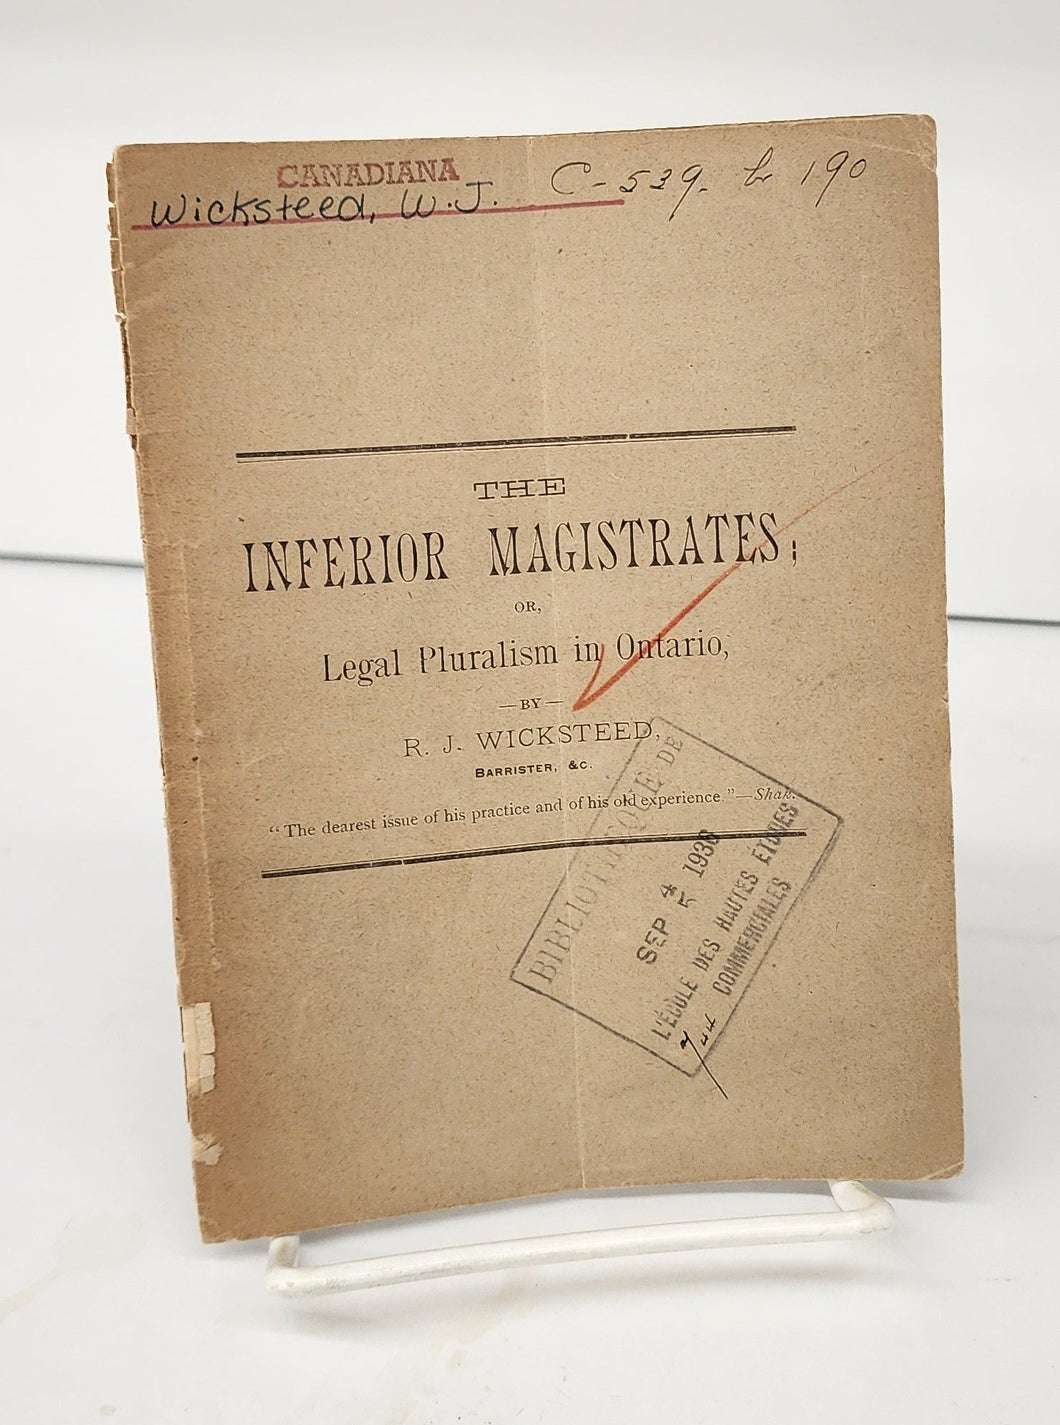 CANADIANA
Wicksteed, W.J.
C-539.
190
THE
INFERIOR MAGISTRATES;
OR,
Legal Pluralism in Ontario,
—BY—
R. J. WICKSTEED,
BARRISTER, &C.
“The dearest issue of his practice and of his old experience.”—Shak.
BIBLIOTHÈQUE DE
SEP 1938
L'ÉCOLE DES HAUTES ÉTUDES
COMMERCIALES